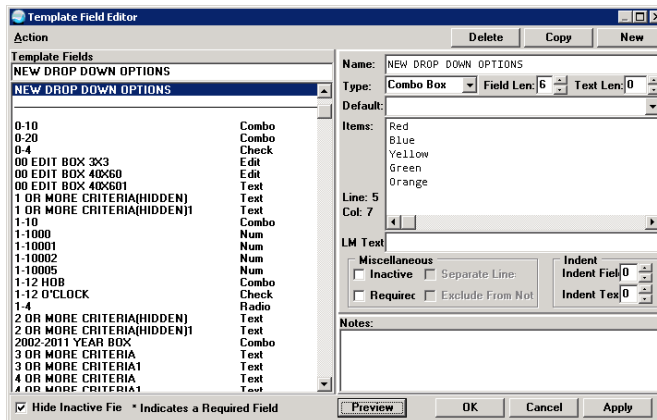 Template Field Editor
Action
Delete Copy New
Template Fields
NEW DROP DOWN OPTIONS
NEW DROP DOWN OPTIONS
0-10 Combo
0-20 Combo
0-4 Check
00 EDIT BOX 3X3 Edit
00 EDIT BOX 40X60 Edit
00 EDIT BOX 40X601 Text
1 OR MORE CRITERIA(HIDDEN) Text
1 OR MORE CRITERIA(HIDDEN)1 Text
1-10 Combo
1-1000 Num
1-10001 Num
1-10002 Num
1-10005 Num
1-12 HOB Combo
1-12 O'CLOCK Check
1-4 Radio
2 OR MORE CRITERIA(HIDDEN) Text
2 OR MORE CRITERIA(HIDDEN)1 Text
2002-2011 YEAR BOX Combo
3 OR MORE CRITERIA Text
3 OR MORE CRITERIA1 Text
4 OR MORE CRITERIA Text
4 OR MORE CRITERIA1 Text
Name: NEW DROP DOWN OPTIONS
Type: Combo Box Field Len: 6 Text Len: 0
Default:
Items: Red
Blue
Yellow
Green
Orange
Line: 5
Col: 7
LM Text
Miscellaneous Indent
Inactive Separate Line: Indent Fiel 0
Requirec Exclude From Not Indent Tex 0
Notes:
Hide Inactive Fie * Indicates a Required Field
Preview OK Cancel Apply